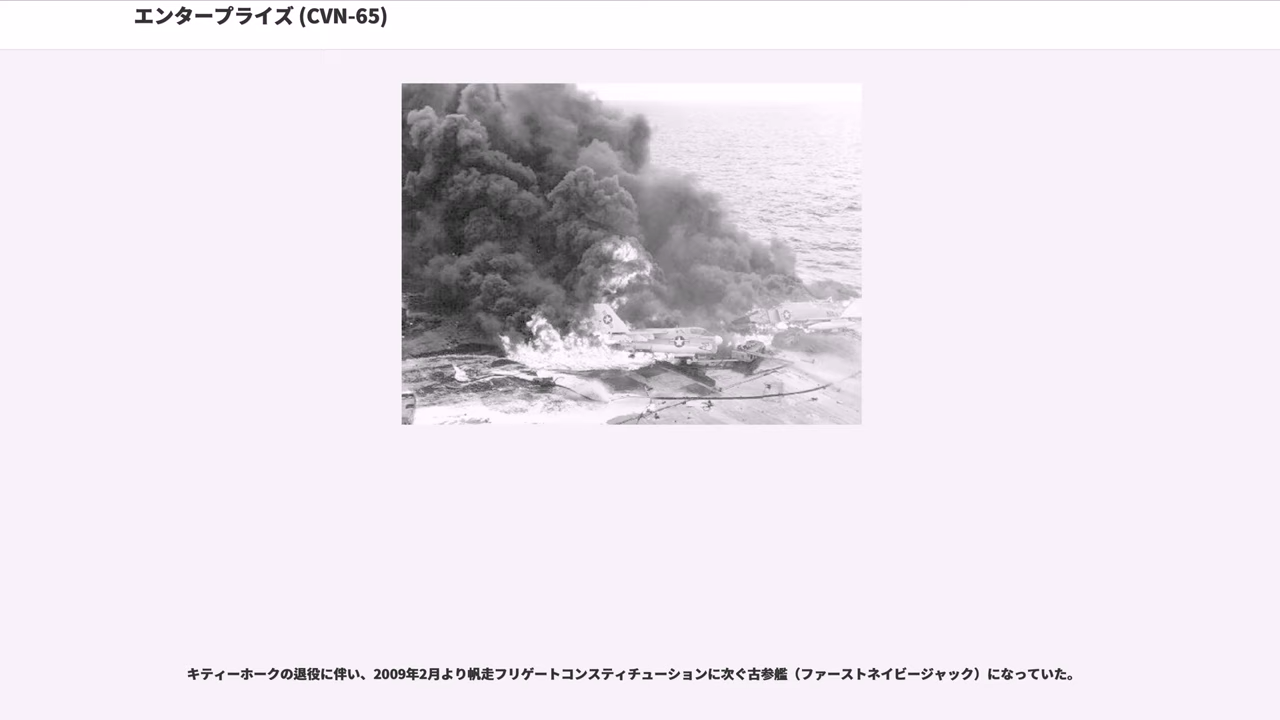 エンタープライズ (CVN-65)
キティーホークの退役に伴い、2009年2月より帆走フリゲートコンスティチューションに次ぐ古参艦（ファーストネイビージャック）になっていた。